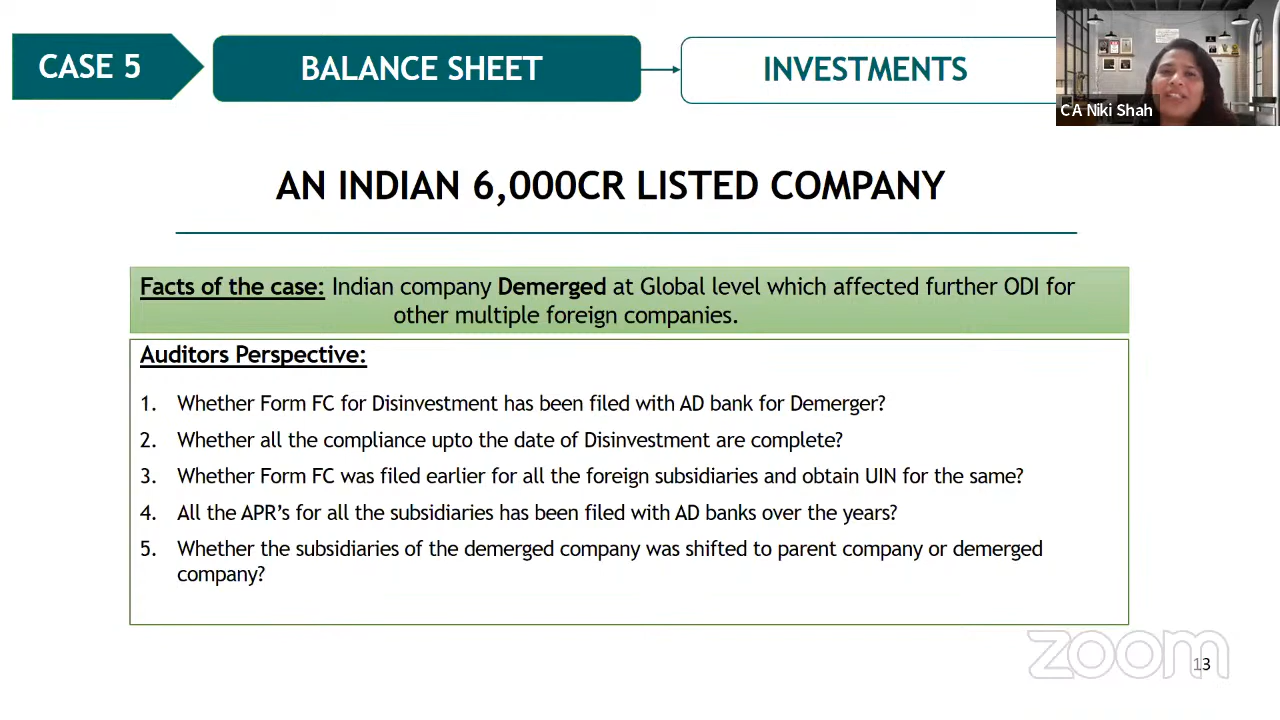 CASE 5
BALANCE SHEET
INVESTMENTS
CA Niki Shah
AN INDIAN 6,000CR LISTED COMPANY
Facts of the case: Indian company Demerged at Global level which affected further ODI for
other multiple foreign companies.
Auditors Perspective:
1. Whether Form FC for Disinvestment has been filed with AD bank for Demerger?
2. Whether all the compliance upto the date of Disinvestment are complete?
3. Whether Form FC was filed earlier for all the foreign subsidiaries and obtain UIN for the same?
4. All the APR's for all the subsidiaries has been filed with AD banks over the years?
5. Whether the subsidiaries of the demerged company was shifted to parent company or demerged
company?
zoom
13